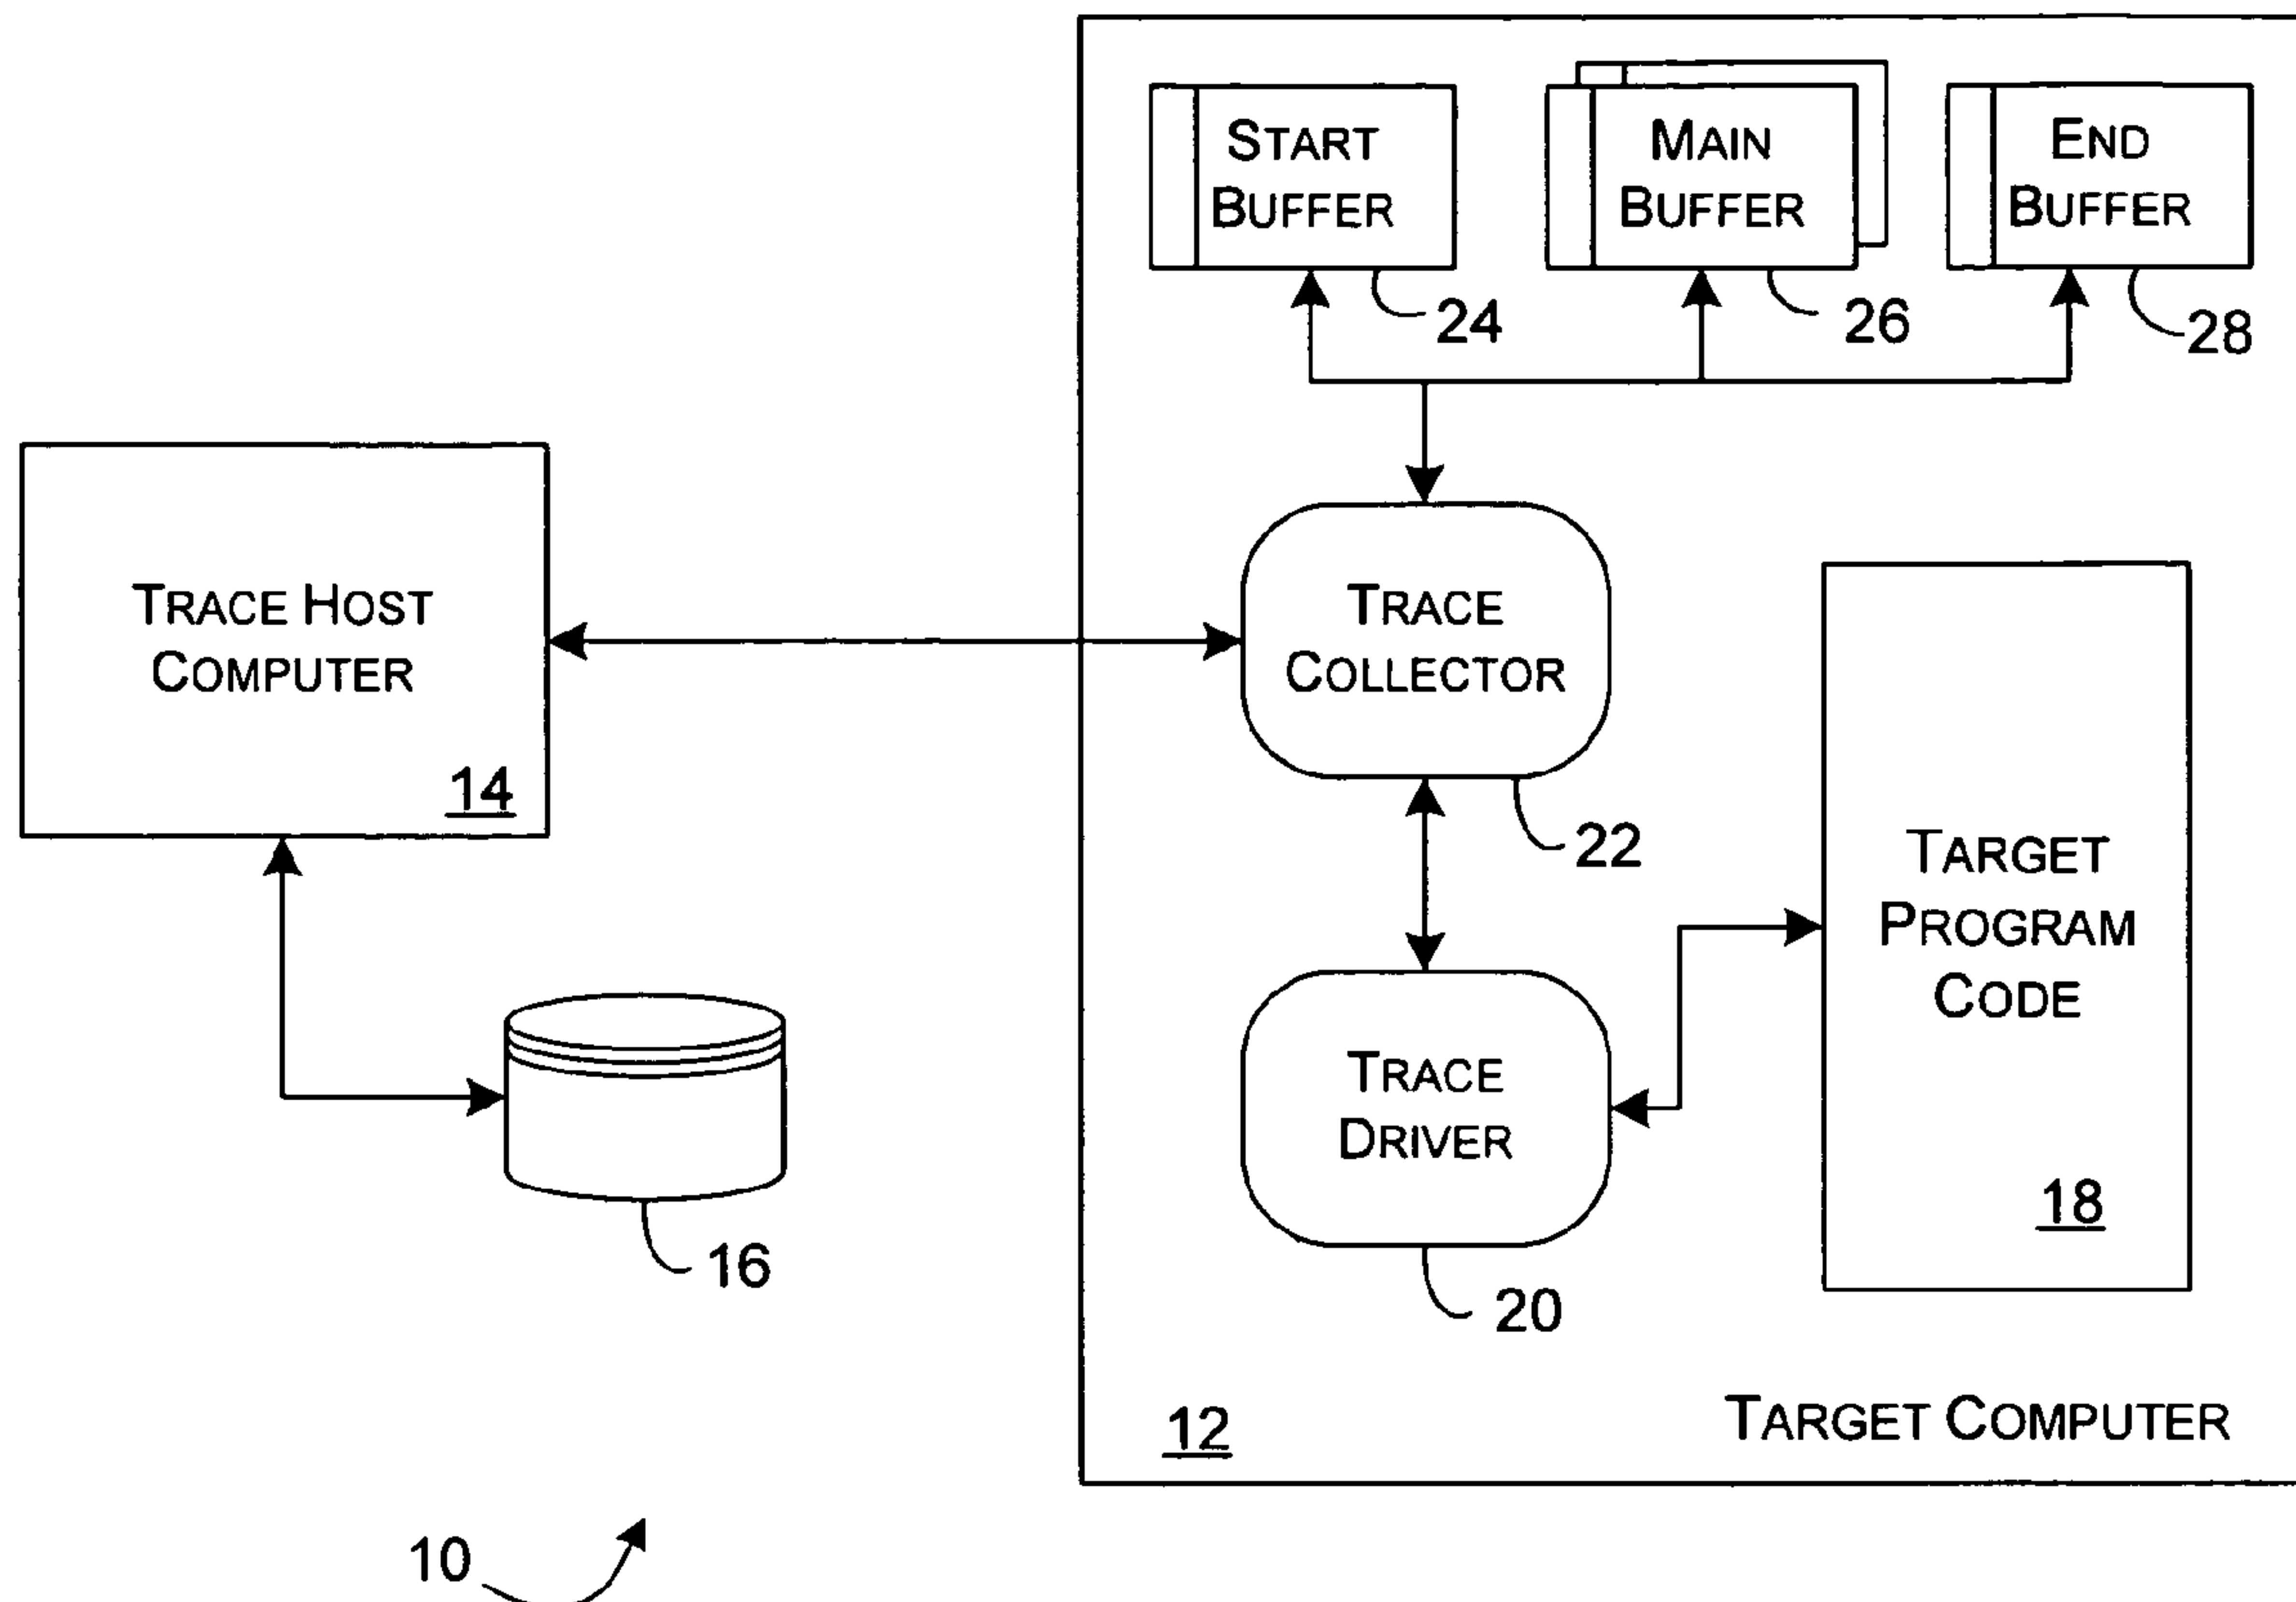 START
BUFFER
24
MAIN
BUFFER
26
END
BUFFER
28
TRACE HOST
COMPUTER
14
TRACE
COLLECTOR
22
TARGET
PROGRAM
CODE
18
TRACE
DRIVER
20
16
12
TARGET COMPUTER
10